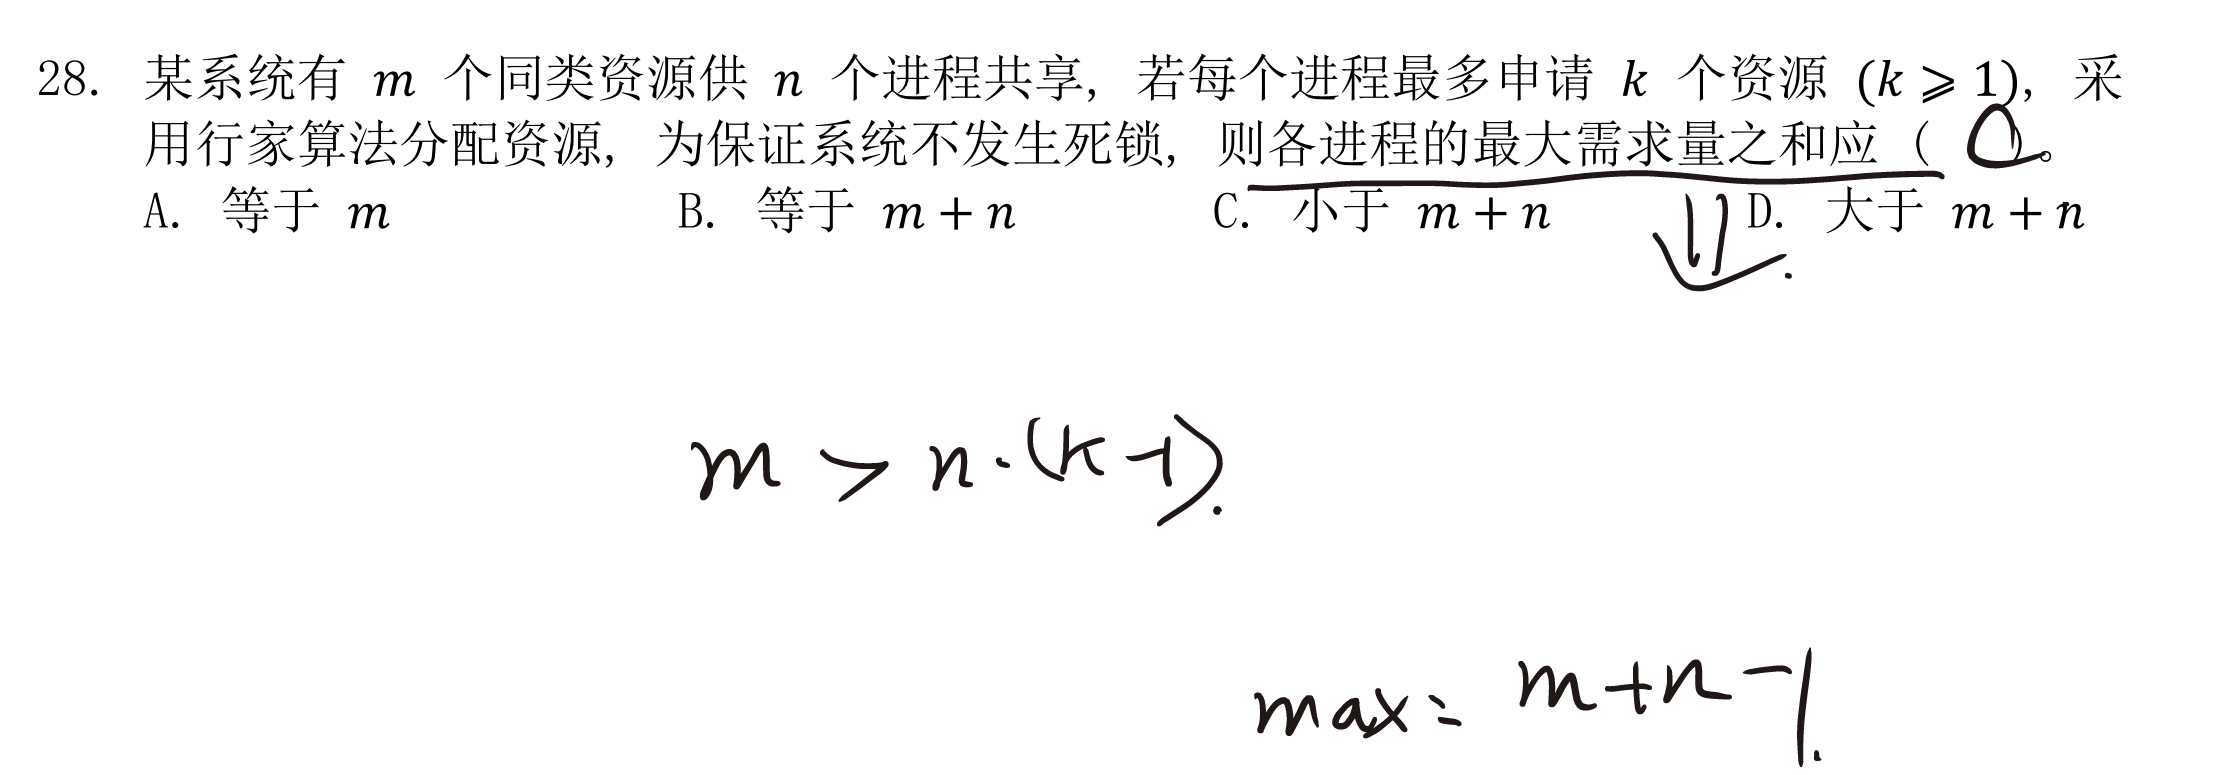 28. 某系统有 m 个同类资源供 n 个进程共享，若每个进程最多申请 k 个资源 (k ⩾ 1)，采
用行家算法分配资源，为保证系统不发生死锁，则各进程的最大需求量之和应（ ）。
A. 等于 m B. 等于 m + n C. 小于 m + n D. 大于 m + n
m > n·(k-1).
max = m+n-1.